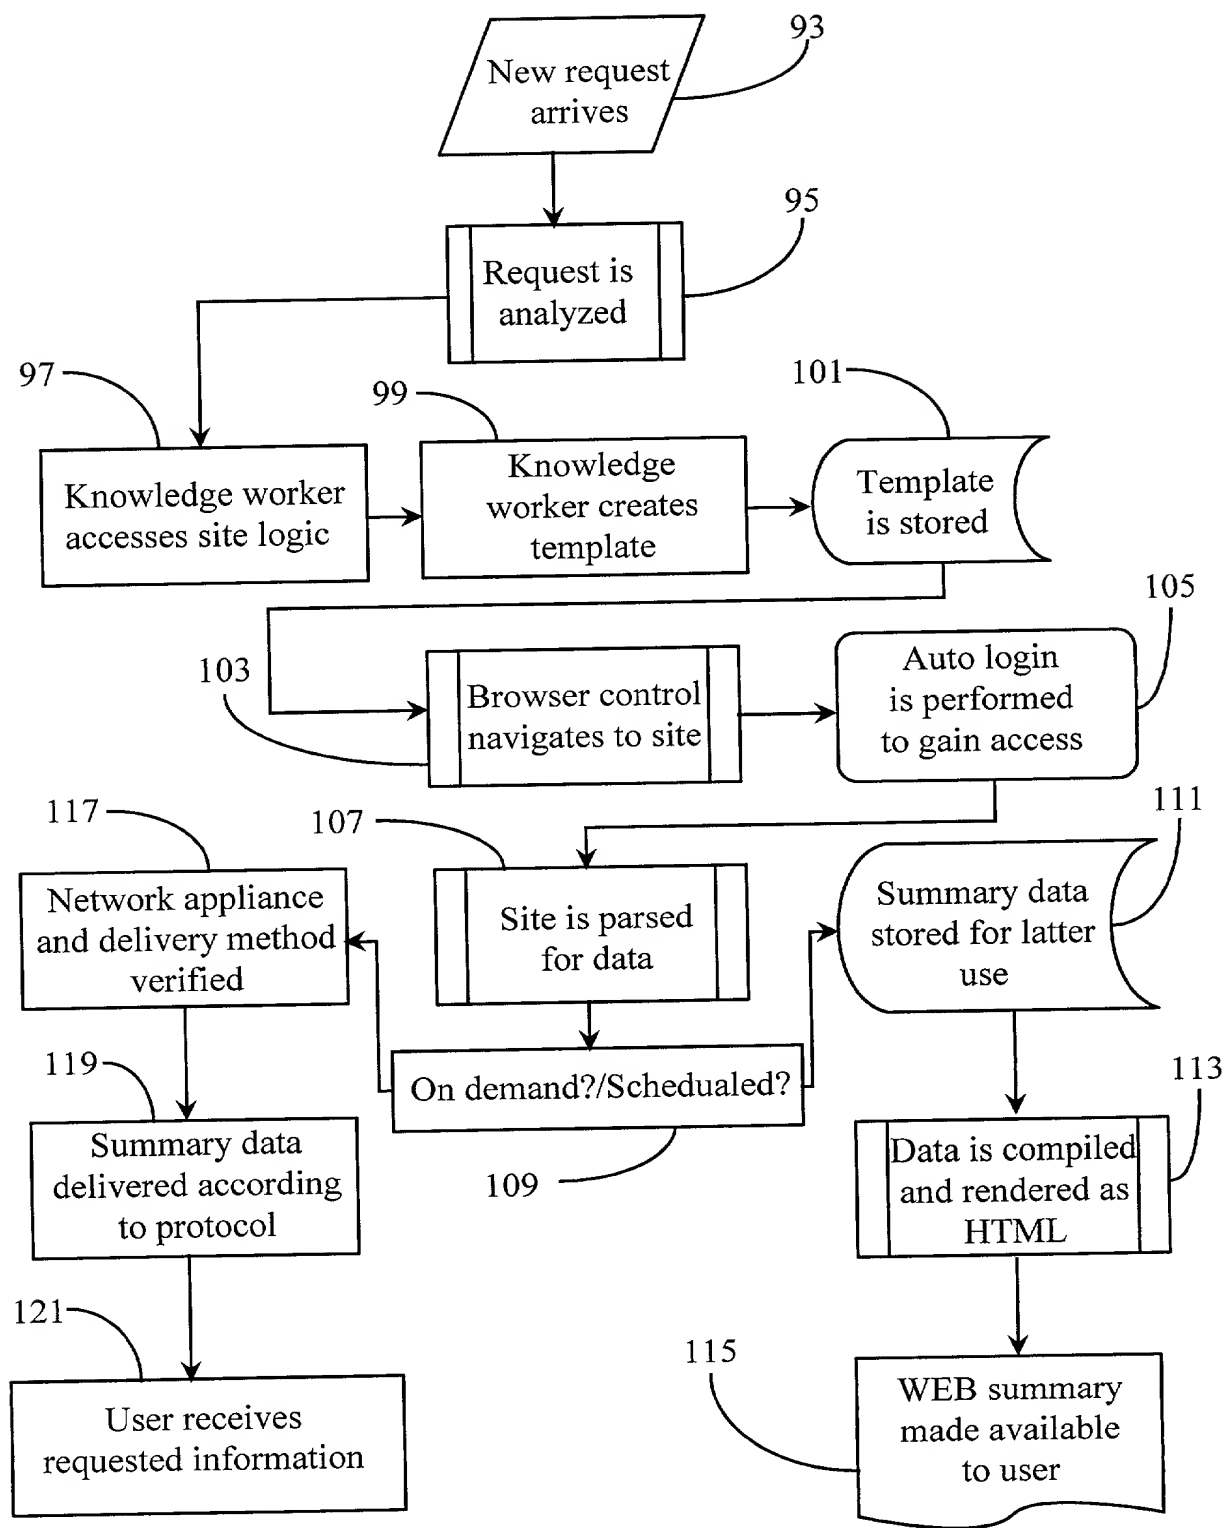 93
New request
arrives
95
Request is
analyzed
97
Knowledge worker
accesses site logic
99
Knowledge
worker creates
template
101
Template
is stored
103
Browser control
navigates to site
105
Auto login
is performed
to gain access
107
Site is parsed
for data
109
On demand?/Schedualed?
111
Summary data
stored for latter
use
113
Data is compiled
and rendered as
HTML
115
WEB summary
made available
to user
117
Network appliance
and delivery method
verified
119
Summary data
delivered according
to protocol
121
User receives
requested information